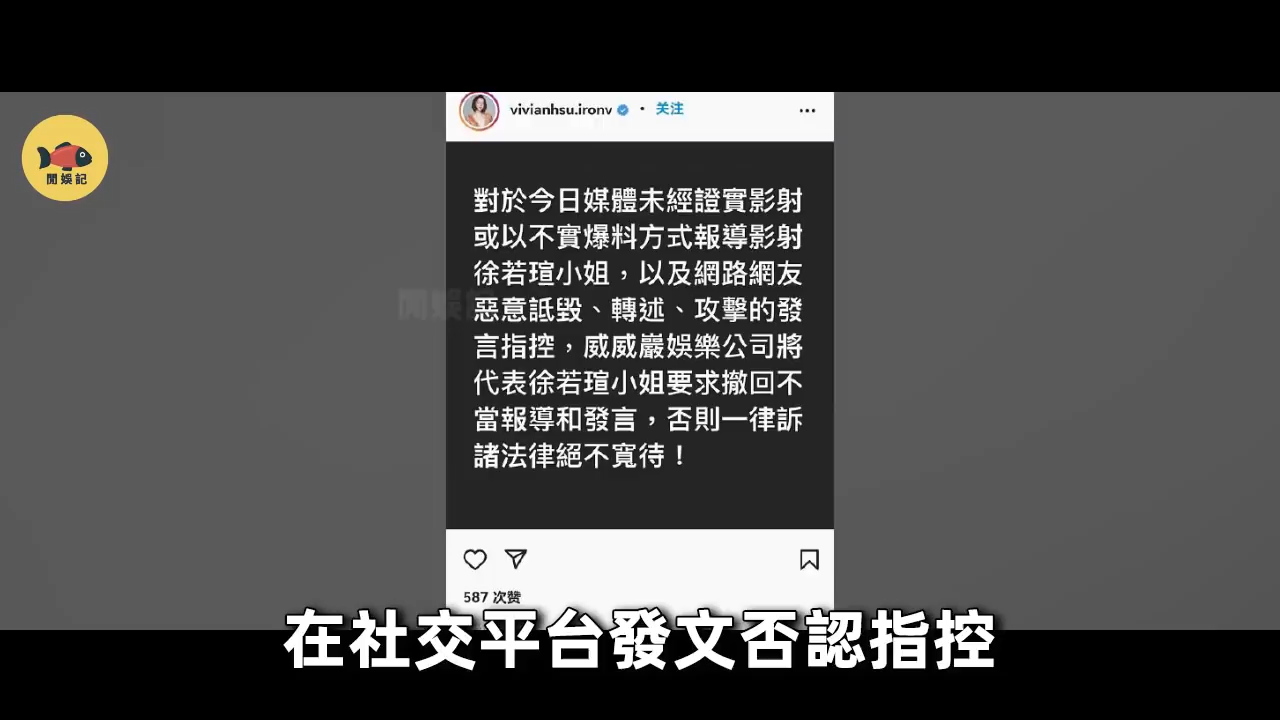 vivianhsu.ironv • 关注
閒娛記
對於今日媒體未經證實影射
或以不實爆料方式報導影射
徐若瑄小姐，以及網路網友
惡意詆毀、轉述、攻擊的發
言指控，威威嚴娛樂公司將
代表徐若瑄小姐要求撤回不
當報導和發言，否則一律訴
諸法律絕不寬待！
587 次赞
在社交平台發文否認指控